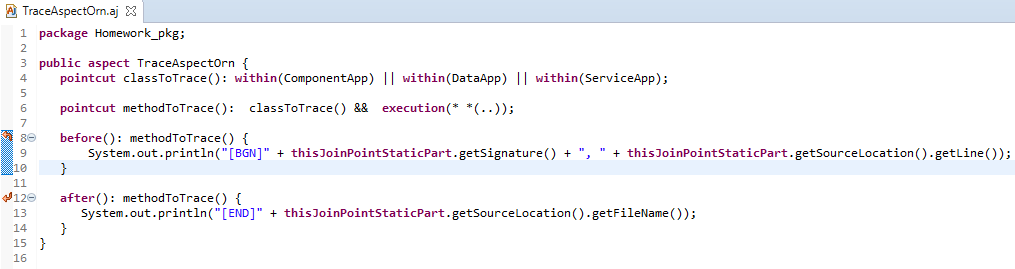 TraceAspectOrn.aj
1 package Homework_pkg;
2
3 public aspect TraceAspectOrn {
4 pointcut classToTrace(): within(ComponentApp) || within(DataApp) || within(ServiceApp);
5
6 pointcut methodToTrace():  classToTrace() &&  execution(* *(..));
7
8 before(): methodToTrace() {
9 System.out.println("[BGN]" + thisJoinPointStaticPart.getSignature() + ", " + thisJoinPointStaticPart.getSourceLocation().getLine());
10 }
11
12 after(): methodToTrace() {
13 System.out.println("[END]" + thisJoinPointStaticPart.getSourceLocation().getFileName());
14 }
15 }
16